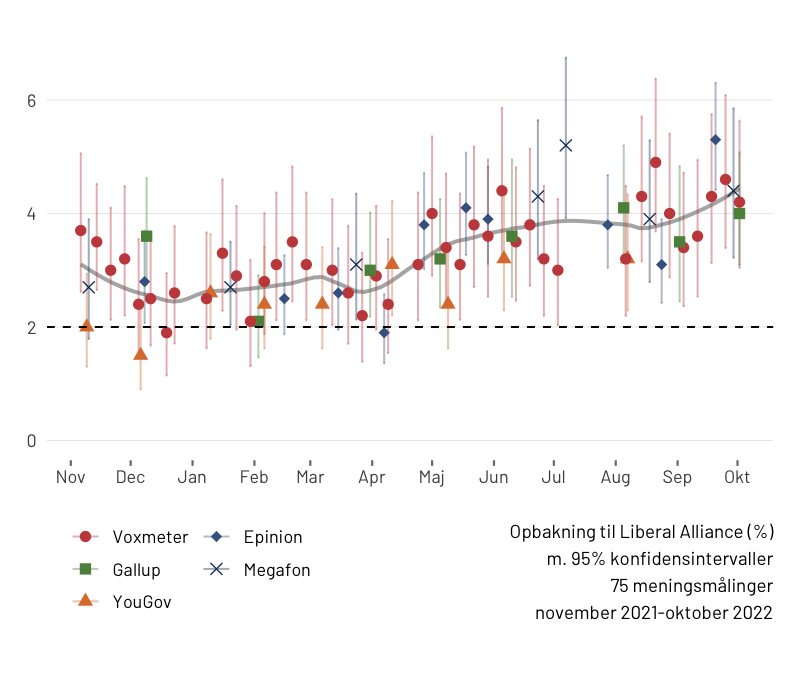 6
4
2
0
Nov Dec Jan Feb Mar Apr Maj Jun Jul Aug Sep Okt
Voxmeter Epinion
Gallup Megafon
YouGov
Opbakning til Liberal Alliance (%)
m. 95% konfidensintervaller
75 meningsmålinger
november 2021-oktober 2022